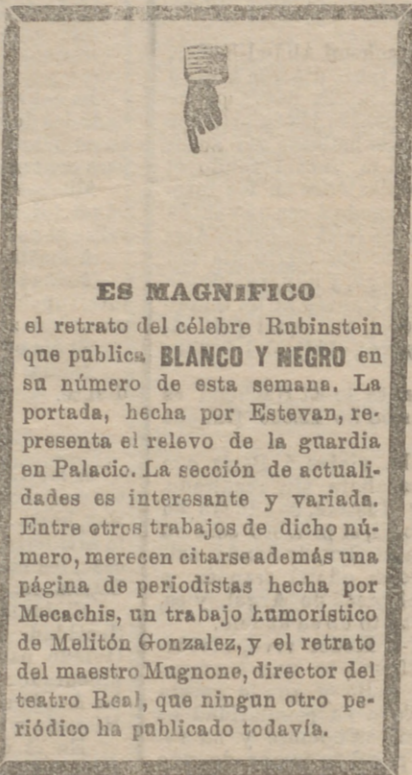 ES MAGNIFICO
el retrato del célebre Rubinstein
que publica BLANCO Y NEGRO en
su número de esta semana. La
portada, hecha por Estevan, re-
presenta el relevo de la guardia
en Palacio. La sección de actuali-
dades es interesante y variada.
Entre otros trabajos de dicho nú-
mero, merecen citarse además una
página de periodistas hecha por
Mecachis, un trabajo humorístico
de Melitón Gonzalez, y el retrato
del maestro Mugnone, director del
teatro Real, que ningun otro pe-
riódico ha publicado todavía.